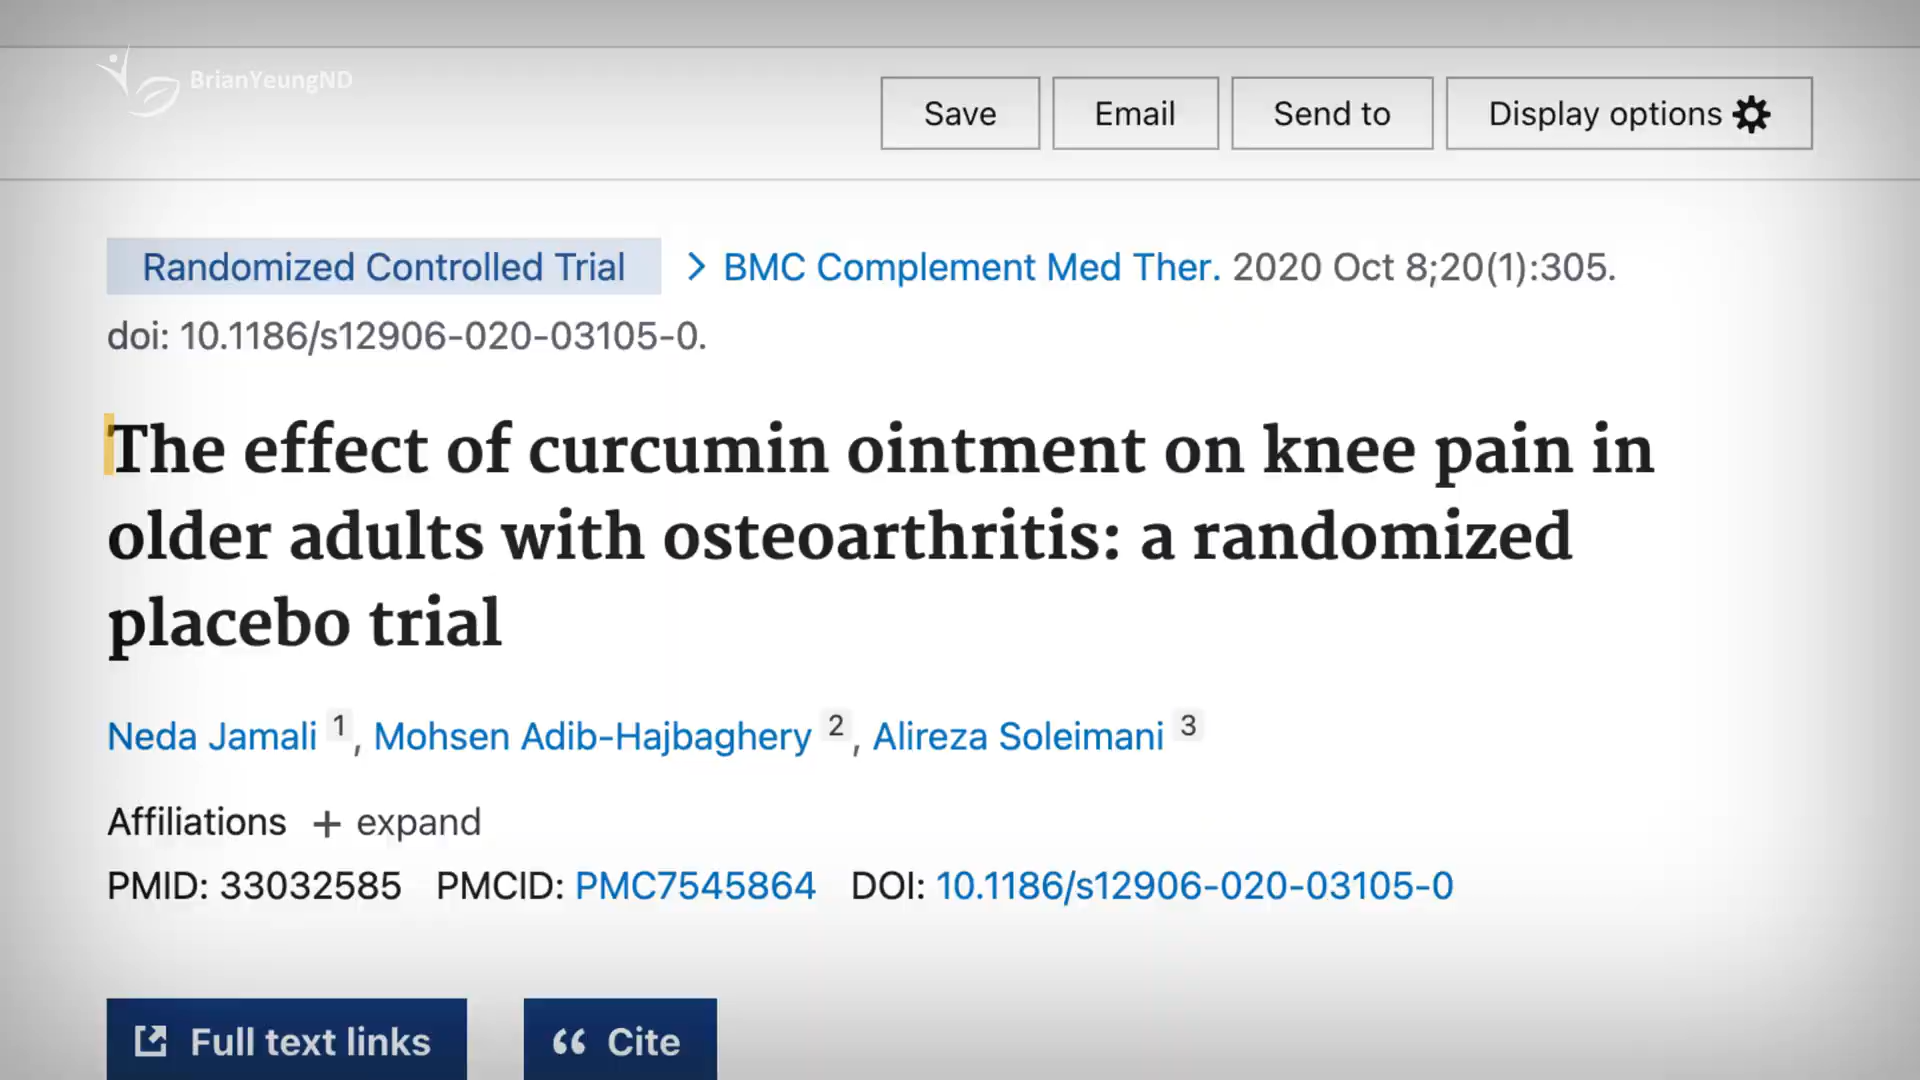 BrianYeungND
Save
Email
Send to
Display options
Randomized Controlled Trial > BMC Complement Med Ther. 2020 Oct 8;20(1):305.
doi: 10.1186/s12906-020-03105-0.
The effect of curcumin ointment on knee pain in
older adults with osteoarthritis: a randomized
placebo trial
Neda Jamali 1, Mohsen Adib-Hajbaghery 2, Alireza Soleimani 3
Affiliations + expand
PMID: 33032585 PMCID: PMC7545864 DOI: 10.1186/s12906-020-03105-0
Full text links
Cite